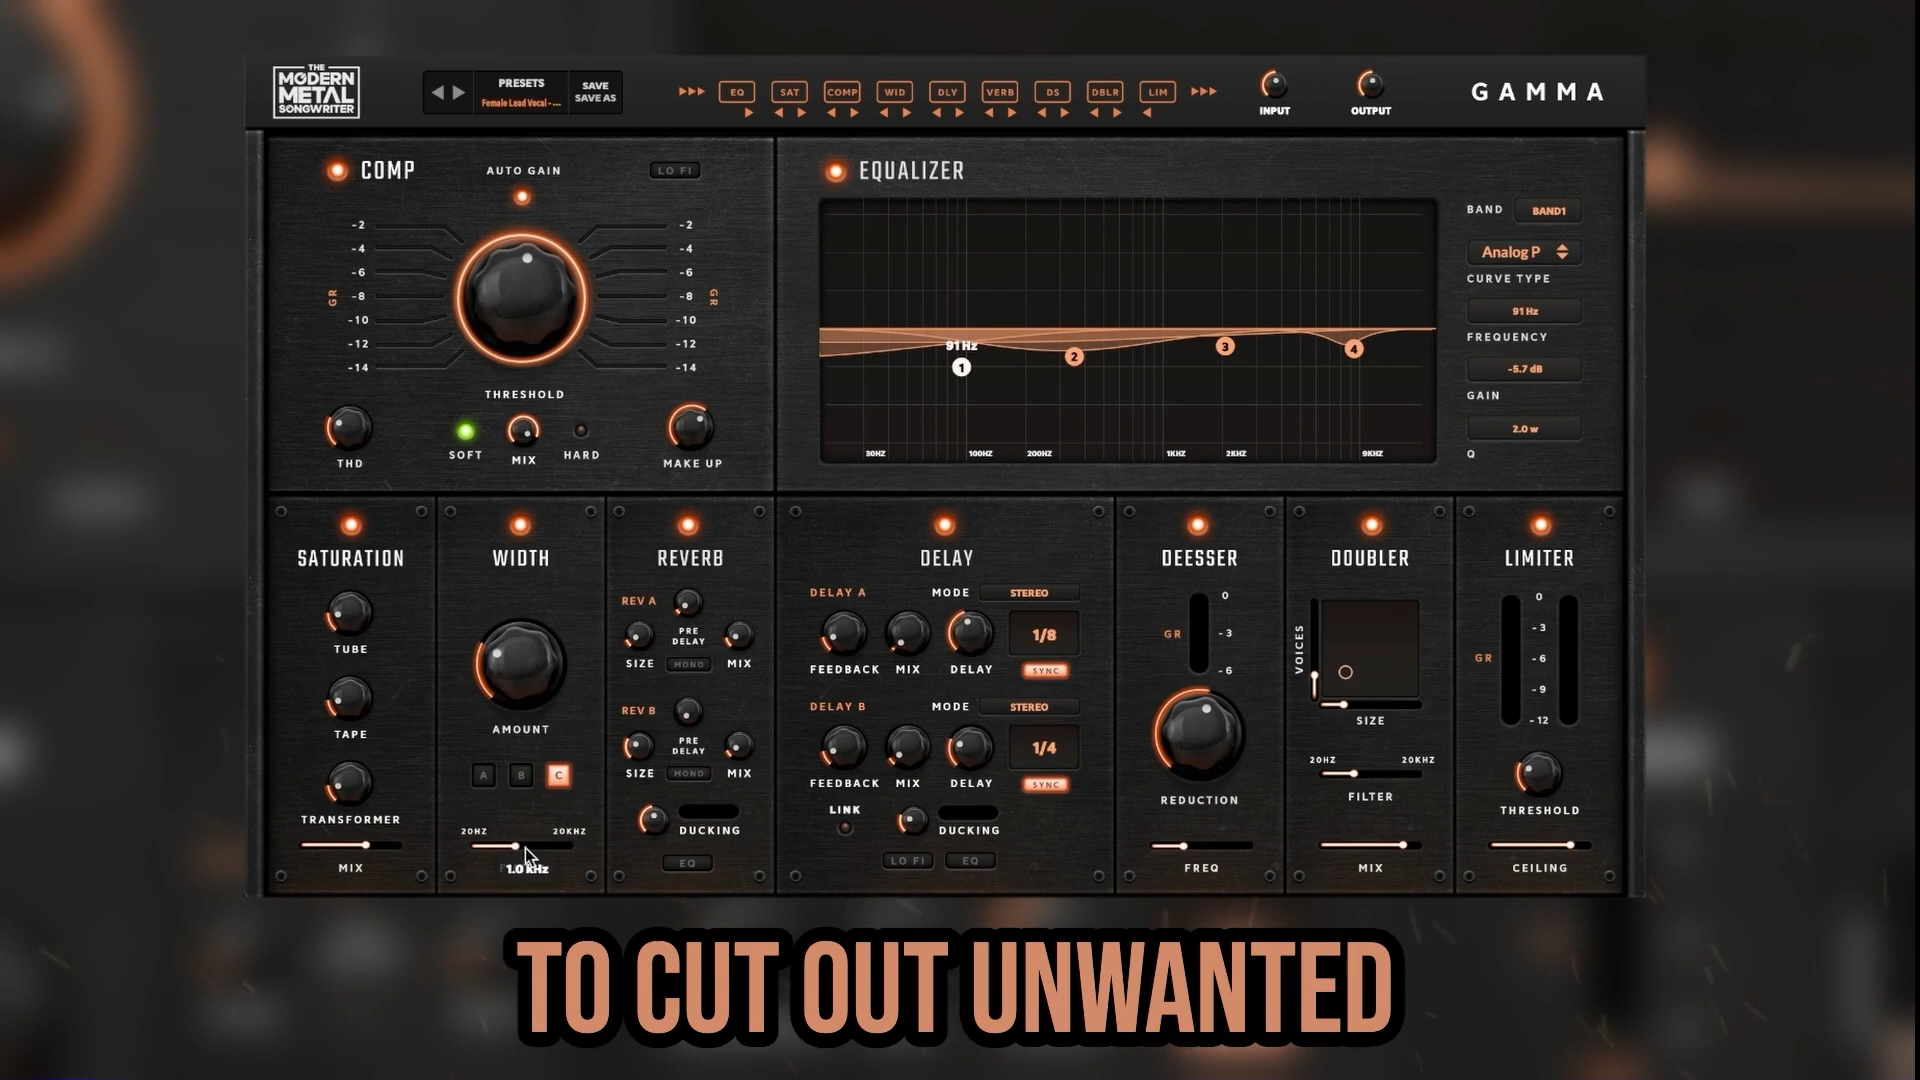 THE
MODERN
METAL
SONGWRITER
PRESETS
Female Lead Vocal - ...
SAVE
SAVE AS
EQ SAT COMP WID DLY VERB DS DBLR LIM
INPUT
OUTPUT
GAMMA
COMP
AUTO GAIN
LO FI
-2 -2
-4 -4
-6 -6
GR -8 -8 GR
-10 -10
-12 -12
-14 -14
THRESHOLD
THD
SOFT
MIX
HARD
MAKE UP
EQUALIZER
91 Hz
1
2
3
4
30HZ 100HZ 200HZ 1KHZ 2KHZ 9KHZ
BAND BAND1
Analog P
CURVE TYPE
91 Hz
FREQUENCY
-5.7 dB
GAIN
2.0 w
Q
SATURATION
TUBE
TAPE
TRANSFORMER
MIX
WIDTH
AMOUNT
A B C
20HZ 20KHZ
1.0 kHz
REVERB
REV A
PRE
DELAY
SIZE MONO MIX
REV B
PRE
DELAY
SIZE MONO MIX
DUCKING
EQ
DELAY
DELAY A MODE STEREO
1/8
FEEDBACK MIX DELAY SYNC
DELAY B MODE STEREO
1/4
FEEDBACK MIX DELAY SYNC
LINK
DUCKING
LO FI EQ
DEESSER
0
GR -3
-6
REDUCTION
FREQ
DOUBLER
VOICES
SIZE
20HZ 20KHZ
FILTER
MIX
LIMITER
0
-3
GR -6
-9
-12
THRESHOLD
CEILING
TO CUT OUT UNWANTED